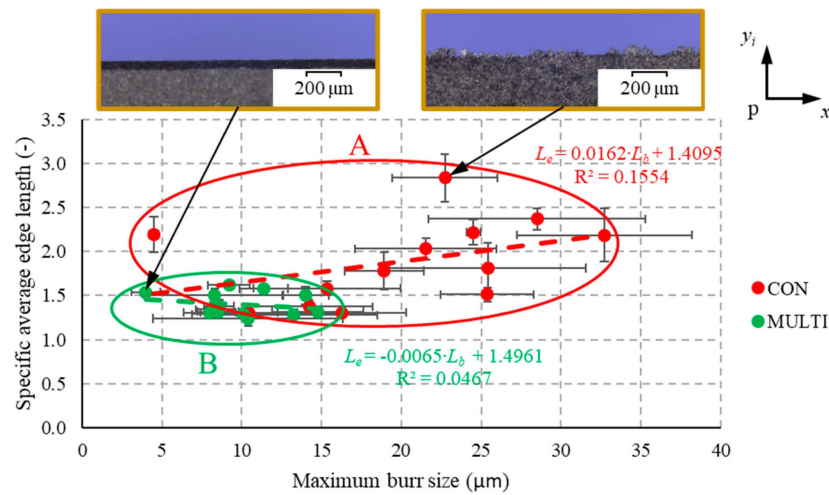 200 μm
200 μm
y_i
p
x
3.5
3.0
2.5
2.0
1.5
1.0
0.5
0.0
Specific average edge length (-)
A
L_e = 0.0162·L_b + 1.4095
R² = 0.1554
CON
MULTI
B
L_e = -0.0065·L_b + 1.4961
R² = 0.0467
0 5 10 15 20 25 30 35 40
Maximum burr size (μm)